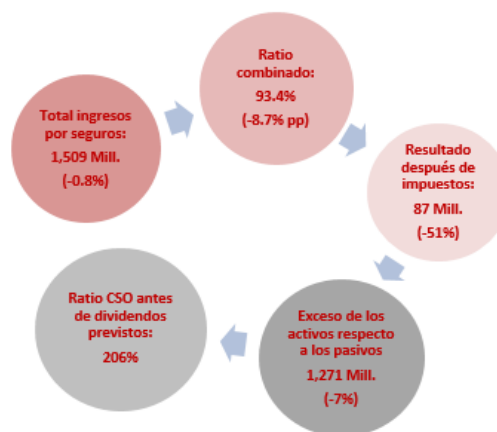 Total ingresos
por seguros:
1,509 Mill.
(-0.8%)
Ratio
combinado:
93.4%
(-8.7% pp)
Resultado
después de
impuestos:
87 Mill.
(-51%)
Exceso de los
activos respecto
a los pasivos
1,271 Mill.
(-7%)
Ratio CSO antes
de dividendos
previstos:
206%